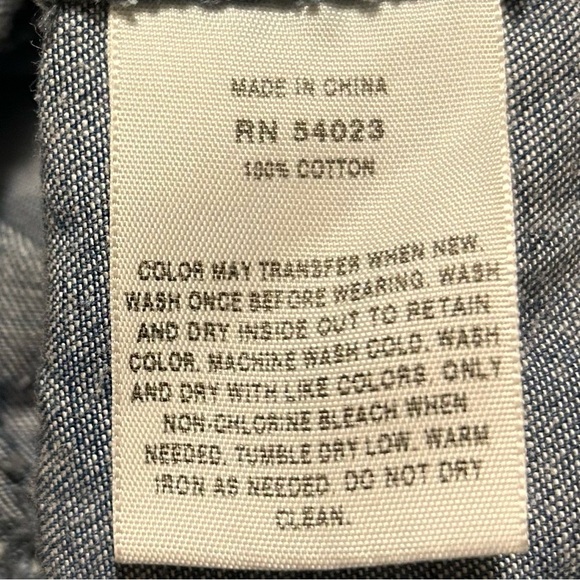 MADE IN CHINA
RN 54023
100% COTTON
COLOR MAY TRANSFER WHEN NEW.
WASH ONCE BEFORE WEARING. WASH
AND DRY INSIDE OUT TO RETAIN
COLOR. MACHINE WASH COLD. WASH
AND DRY WITH LIKE COLORS. ONLY
NON-CHLORINE BLEACH WHEN
NEEDED. TUMBLE DRY LOW. WARM
IRON AS NEEDED. DO NOT DRY
CLEAN.